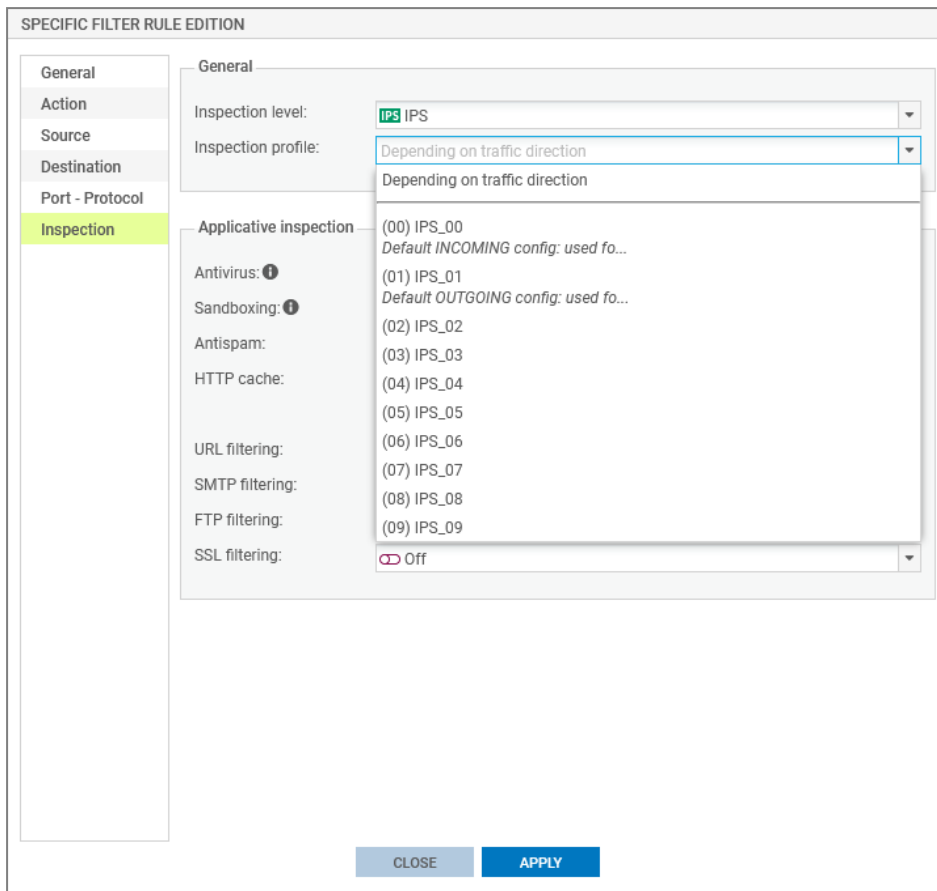 SPECIFIC FILTER RULE EDITION
General
Action
Source
Destination
Port - Protocol
Inspection
General
Inspection level:
IPS IPS
Inspection profile:
Depending on traffic direction
Depending on traffic direction
(00) IPS_00
Default INCOMING config: used fo...
(01) IPS_01
Default OUTGOING config: used fo...
(02) IPS_02
(03) IPS_03
(04) IPS_04
(05) IPS_05
(06) IPS_06
(07) IPS_07
(08) IPS_08
(09) IPS_09
Applicative inspection
Antivirus:
Sandboxing:
Antispam:
HTTP cache:
URL filtering:
SMTP filtering:
FTP filtering:
SSL filtering:
Off
CLOSE
APPLY